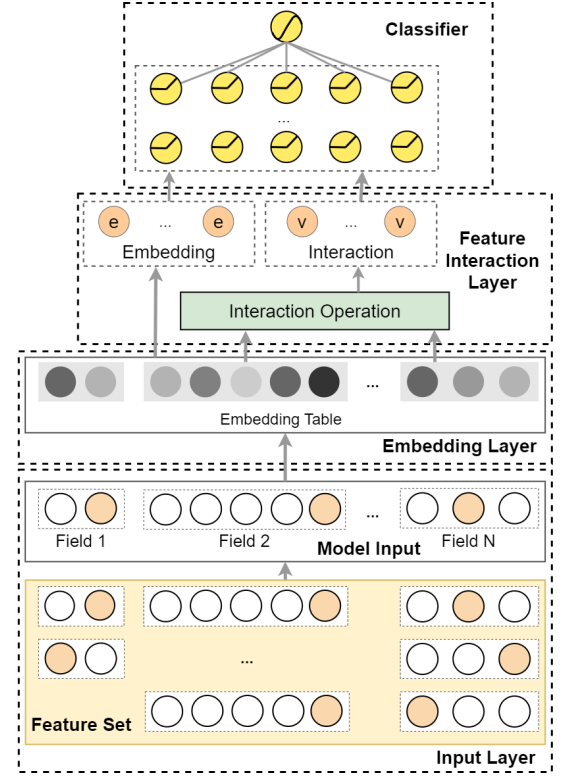 Classifier
...
e ... e
v ... v
Embedding
Interaction
Feature
Interaction
Layer
Interaction Operation
...
Embedding Table
Embedding Layer
...
Field 1
Field 2
Field N
Model Input
...
Feature Set
Input Layer